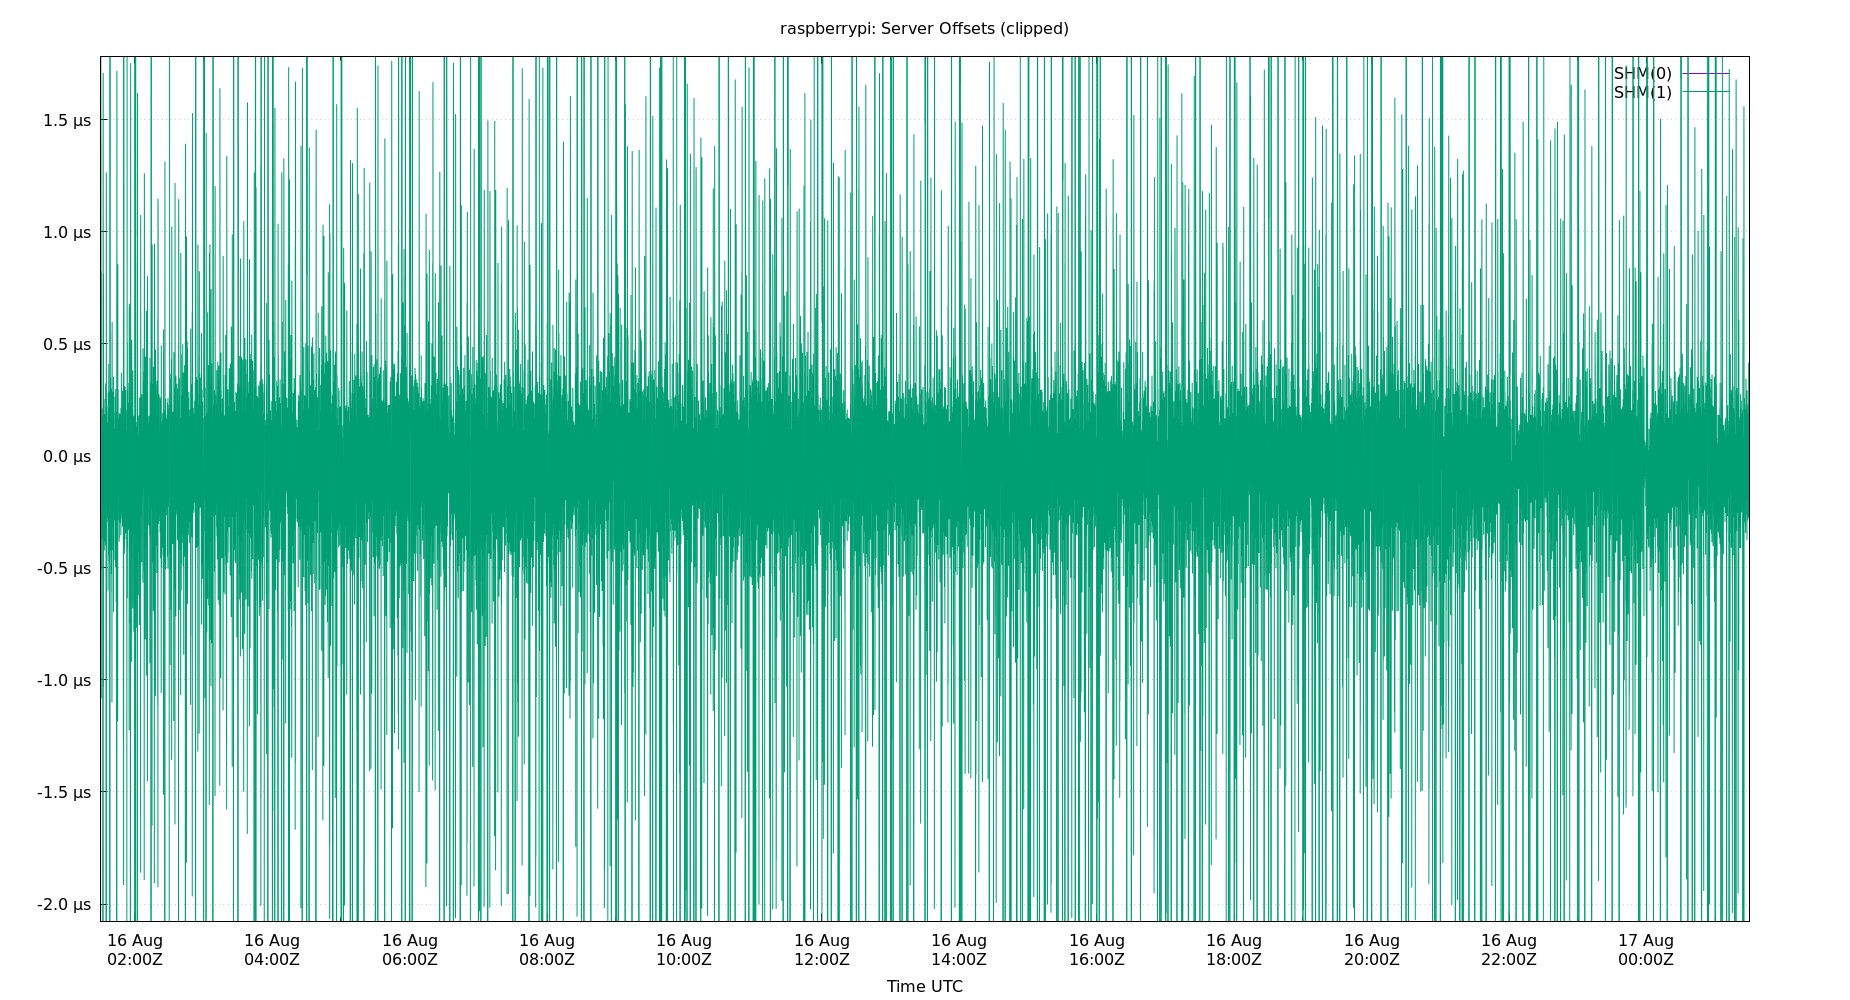 raspberrypi: Server Offsets (clipped)
SHM(0)
SHM(1)
1.5 µs
1.0 µs
0.5 µs
0.0 µs
-0.5 µs
-1.0 µs
-1.5 µs
-2.0 µs
16 Aug 16 Aug 16 Aug 16 Aug 16 Aug 16 Aug 16 Aug 16 Aug 16 Aug 16 Aug 16 Aug 17 Aug
02:00Z 04:00Z 06:00Z 08:00Z 10:00Z 12:00Z 14:00Z 16:00Z 18:00Z 20:00Z 22:00Z 00:00Z
Time UTC